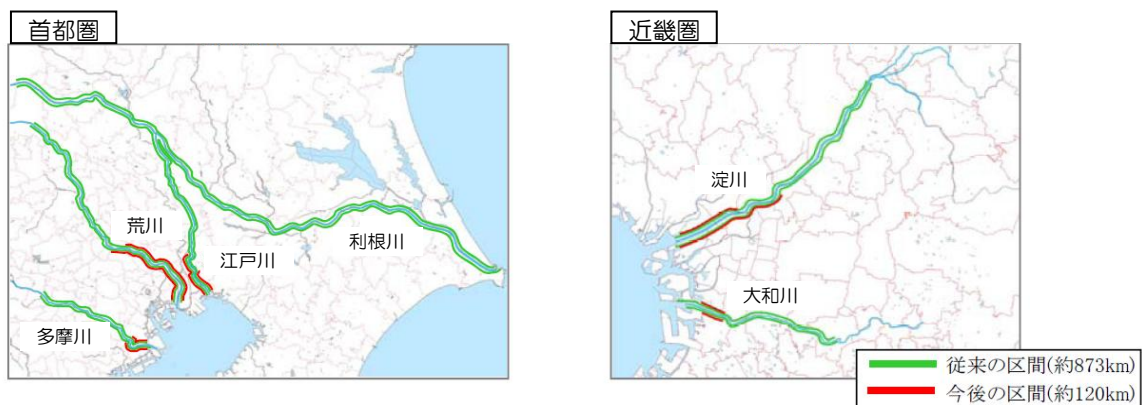 首都圏
近畿圏
荒川
江戸川
利根川
多摩川
淀川
大和川
従来の区間(約873km)
今後の区間(約120km)